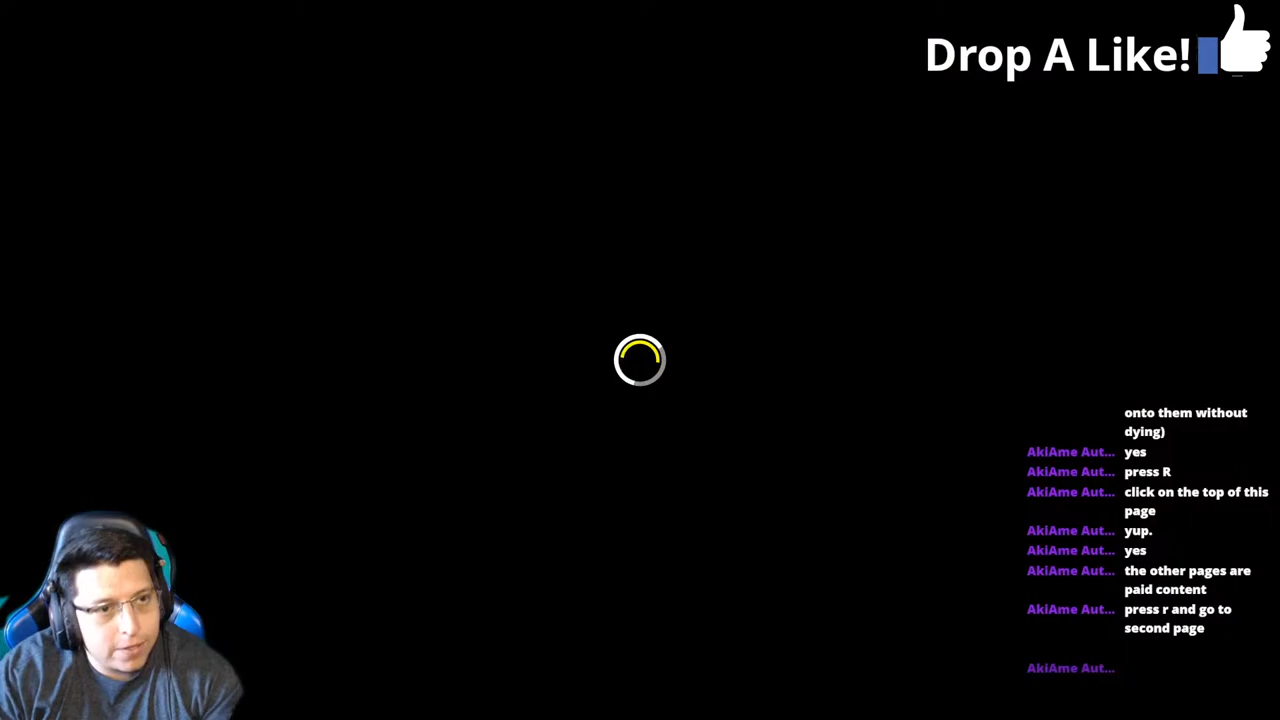 Drop A Like!
onto them without
dying)
AkiAme Aut... yes
AkiAme Aut... press R
AkiAme Aut... click on the top of this
page
AkiAme Aut... yup.
AkiAme Aut... yes
AkiAme Aut... the other pages are
paid content
AkiAme Aut... press r and go to
second page
AkiAme Aut...